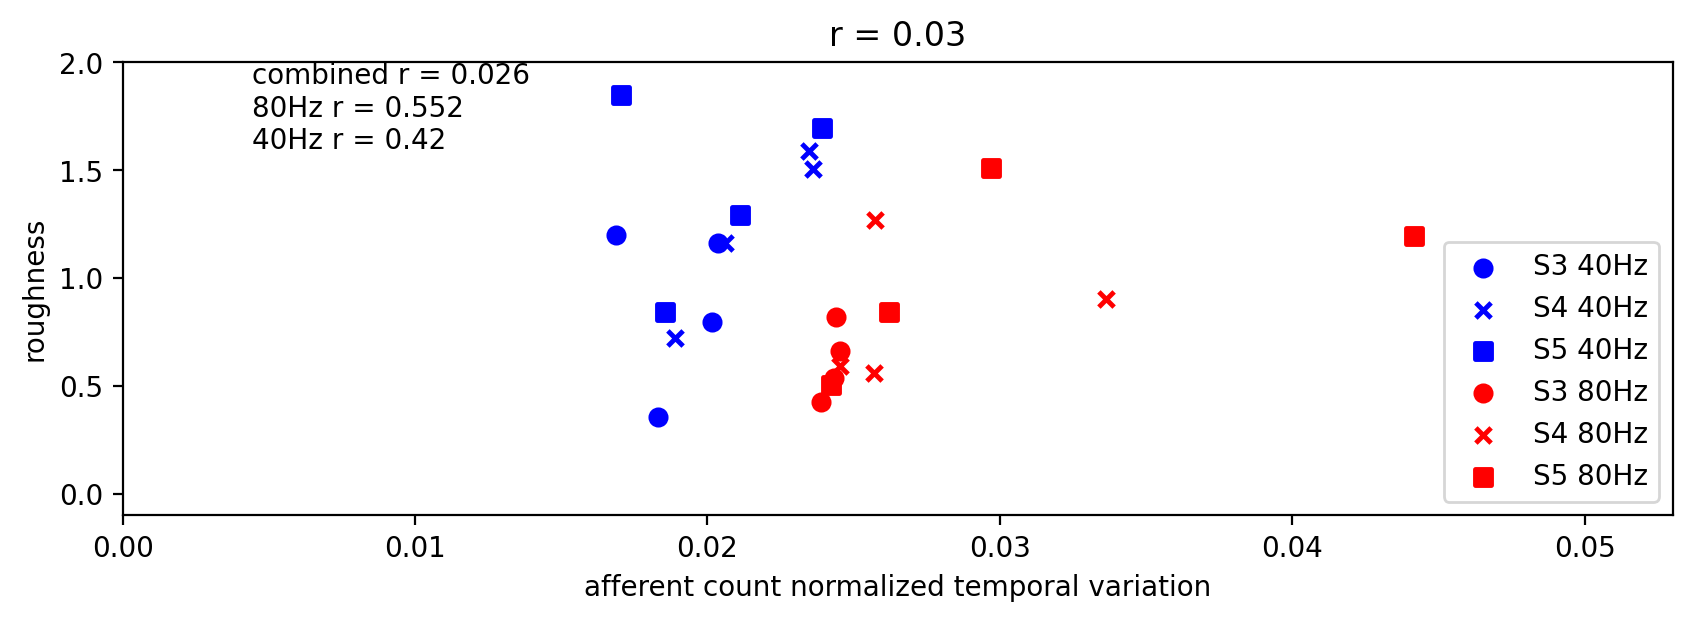 r = 0.03
combined r = 0.026
80Hz r = 0.552
40Hz r = 0.42
2.0
1.5
1.0
0.5
0.0
roughness
S3 40Hz
S4 40Hz
S5 40Hz
S3 80Hz
S4 80Hz
S5 80Hz
0.00 0.01 0.02 0.03 0.04 0.05
afferent count normalized temporal variation